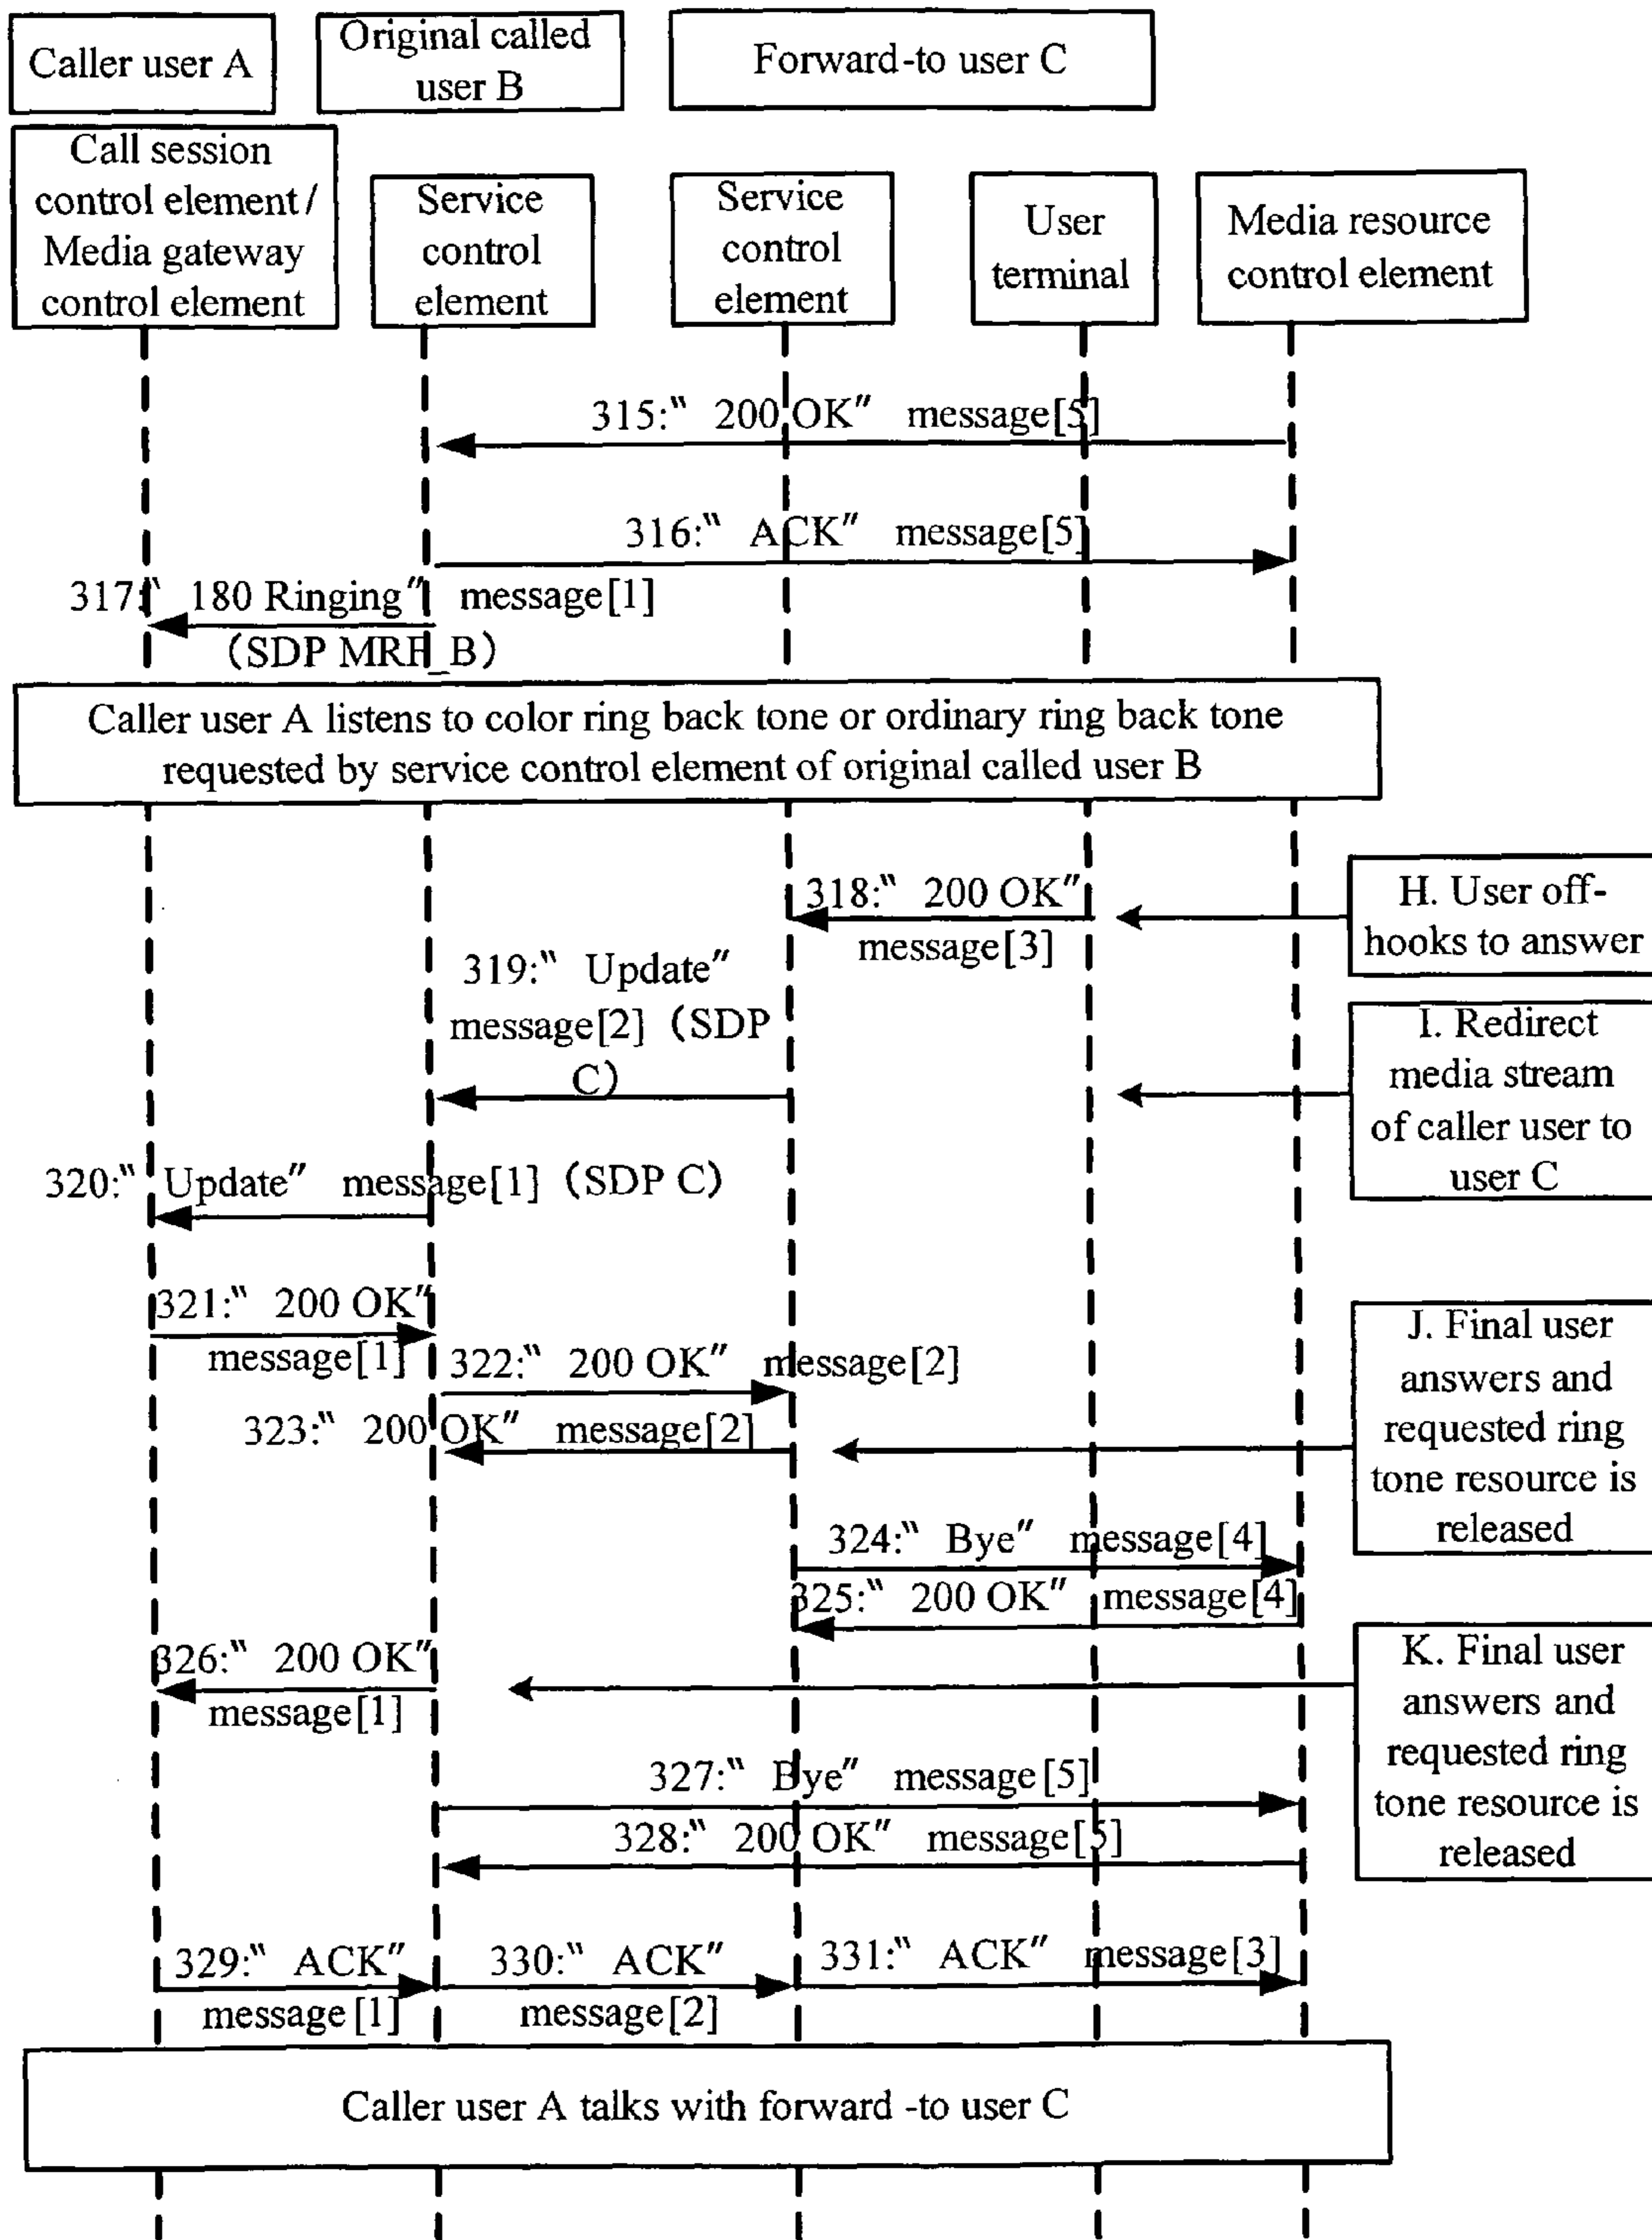 Caller user A
Original called
user B
Forward-to user C
Call session
control element/
Media gateway
control element
Service
control
element
Service
control
element
User
terminal
Media resource
control element
315:‟ 200 OK″ message[5]
316:‟ ACK″ message[5]
317:‟ 180 Ringing″ message[1]
(SDP MRF_B)
Caller user A listens to color ring back tone or ordinary ring back tone
requested by service control element of original called user B
318:‟ 200 OK″
message[3]
H. User off-
hooks to answer
319:‟ Update″
message[2] (SDP
C)
I. Redirect
media stream
of caller user to
user C
320:‟ Update″ message[1] (SDP C)
321:‟ 200 OK″
message[1]
322:‟ 200 OK″ message[2]
323:‟ 200 OK″ message[2]
J. Final user
answers and
requested ring
tone resource is
released
324:‟ Bye″ message[4]
325:‟ 200 OK″ message[4]
326:‟ 200 OK″
message[1]
K. Final user
answers and
requested ring
tone resource is
released
327:‟ Bye″ message[5]
328:‟ 200 OK″ message[5]
329:‟ ACK″
message[1]
330:‟ ACK″
message[2]
331:‟ ACK″ message[3]
Caller user A talks with forward -to user C